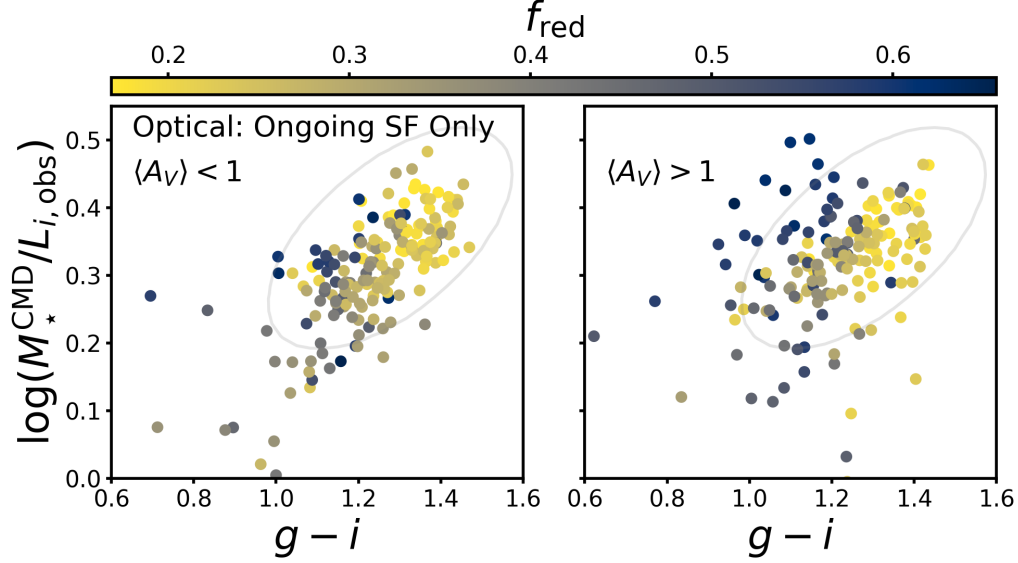 f_red
0.2 0.3 0.4 0.5 0.6
Optical: Ongoing SF Only
⟨A_V⟩ < 1
⟨A_V⟩ > 1
log(M_⋆^CMD/L_i, obs)
0.5
0.4
0.3
0.2
0.1
0.0
0.6 0.8 1.0 1.2 1.4 1.6
0.6 0.8 1.0 1.2 1.4 1.6
g − i
g − i